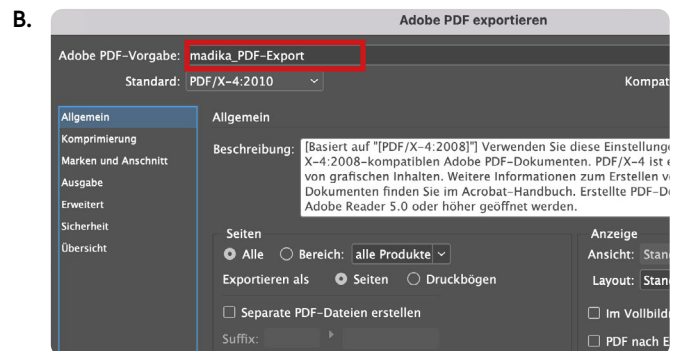 B.
Adobe PDF exportieren
Adobe PDF-Vorgabe: madika_PDF-Export
Standard: PDF/X-4:2010 Kompat
Allgemein
Komprimierung
Marken und Anschnitt
Ausgabe
Erweitert
Sicherheit
Übersicht
Allgemein
Beschreibung: [Basiert auf "[PDF/X-4:2008]"] Verwenden Sie diese Einstellunge
X-4:2008-kompatiblen Adobe PDF-Dokumenten. PDF/X-4 ist e
von grafischen Inhalten. Weitere Informationen zum Erstellen v
Dokumenten finden Sie im Acrobat-Handbuch. Erstellte PDF-D
Adobe Reader 5.0 oder höher geöffnet werden.
Seiten
Alle Bereich: alle Produkte
Exportieren als Seiten Druckbögen
Separate PDF-Dateien erstellen
Suffix:
Anzeige
Ansicht: Stan
Layout: Stan
Im Vollbild
PDF nach E